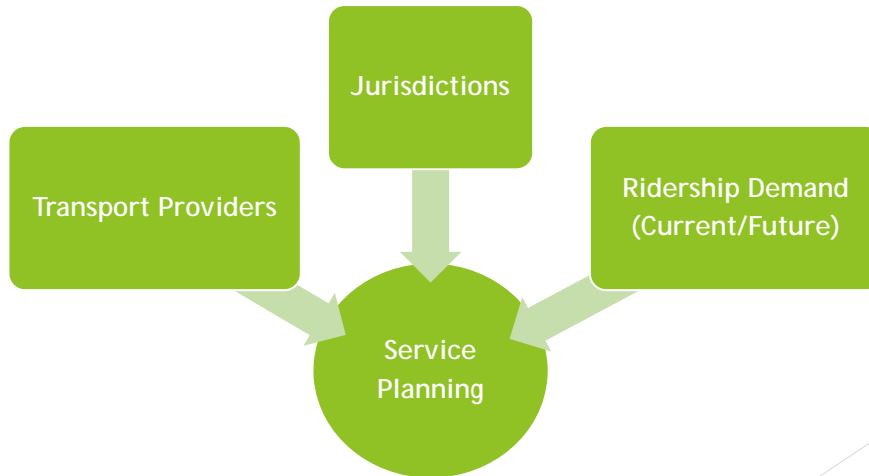 Jurisdictions
Transport Providers
Ridership Demand
(Current/Future)
Service
Planning